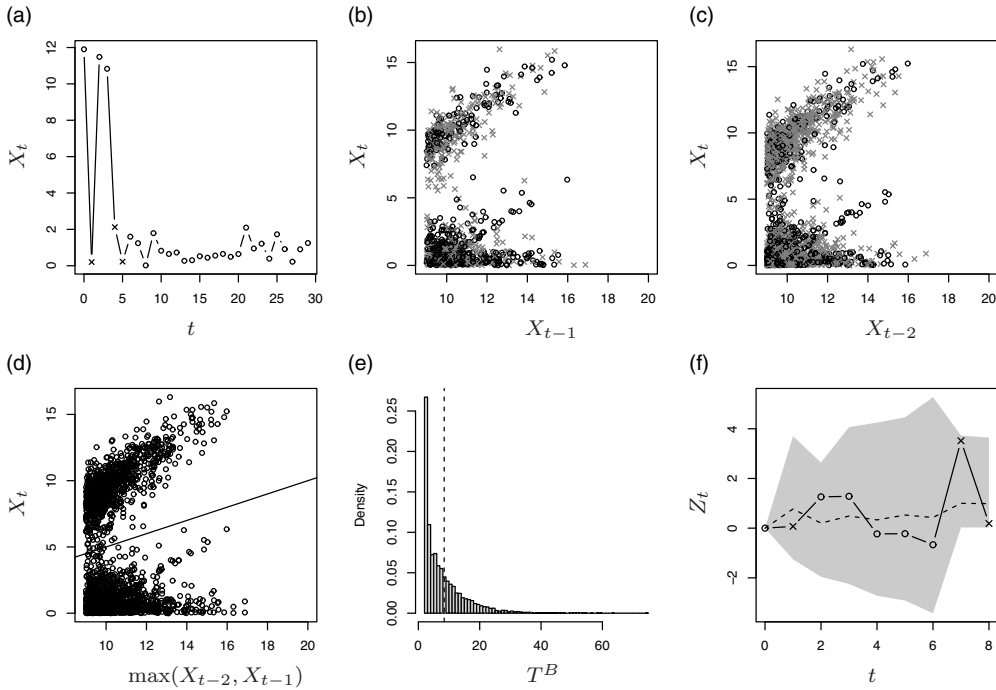 (a)
12
10
8
6
4
2
0
X_t
0 5 10 15 20 25 30
t
(b)
15
10
5
0
X_t
10 12 14 16 18 20
X_{t-1}
(c)
15
10
5
0
X_t
10 12 14 16 18 20
X_{t-2}
(d)
15
10
5
0
X_t
10 12 14 16 18 20
max(X_{t-2}, X_{t-1})
(e)
0.25
0.20
0.15
0.10
0.05
0.00
Density
0 20 40 60
T^B
(f)
4
2
0
-2
Z_t
0 2 4 6 8
t